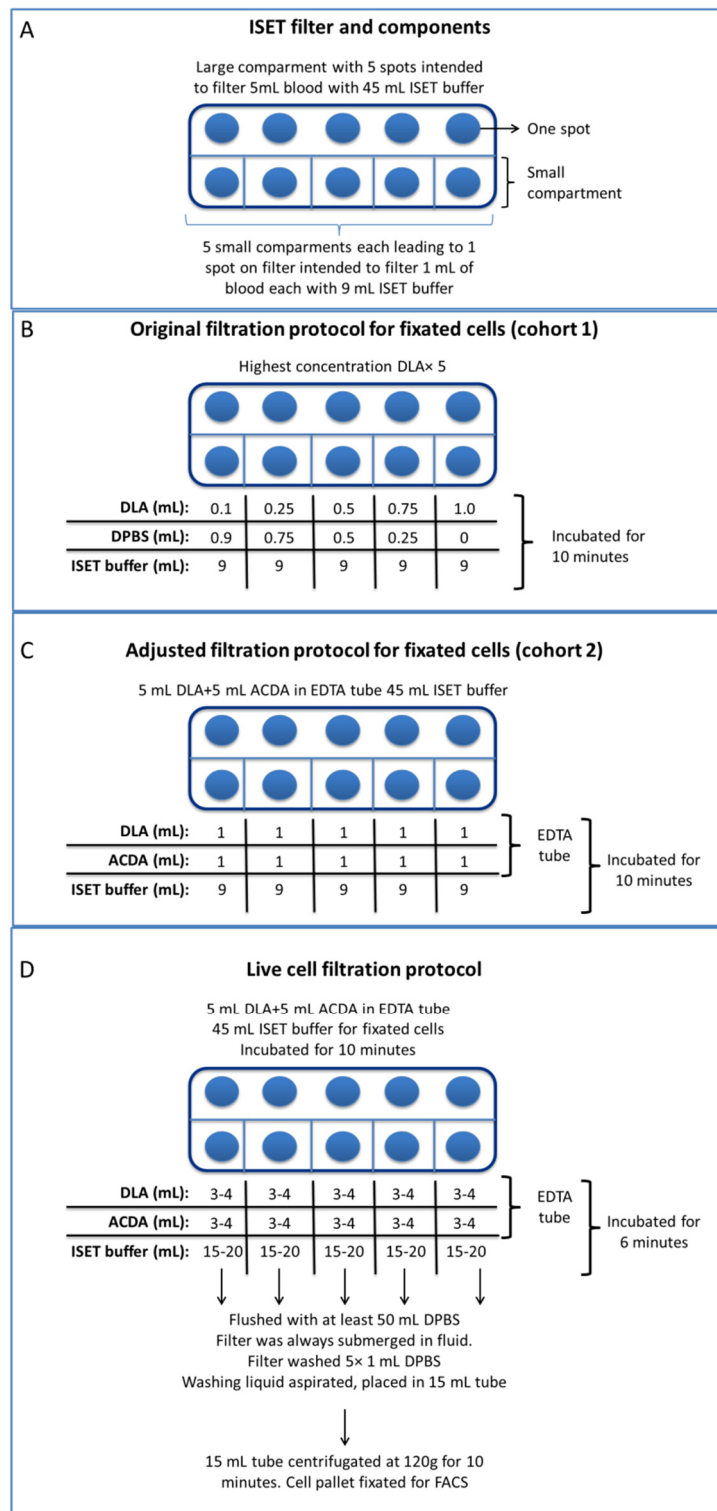 A
ISET filter and components
Large comparment with 5 spots intended
to filter 5mL blood with 45 mL ISET buffer
One spot
Small
compartment
5 small comparments each leading to 1
spot on filter intended to filter 1 mL of
blood each with 9 mL ISET buffer
B
Original filtration protocol for fixated cells (cohort 1)
Highest concentration DLA× 5
DLA (mL): 0.1 0.25 0.5 0.75 1.0
DPBS (mL): 0.9 0.75 0.5 0.25 0
ISET buffer (mL): 9 9 9 9 9
Incubated for
10 minutes
C
Adjusted filtration protocol for fixated cells (cohort 2)
5 mL DLA+5 mL ACDA in EDTA tube 45 mL ISET buffer
DLA (mL): 1 1 1 1 1
ACDA (mL): 1 1 1 1 1
ISET buffer (mL): 9 9 9 9 9
EDTA
tube
Incubated for
10 minutes
D
Live cell filtration protocol
5 mL DLA+5 mL ACDA in EDTA tube
45 mL ISET buffer for fixated cells
Incubated for 10 minutes
DLA (mL): 3-4 3-4 3-4 3-4 3-4
ACDA (mL): 3-4 3-4 3-4 3-4 3-4
ISET buffer (mL): 15-20 15-20 15-20 15-20 15-20
EDTA
tube
Incubated for
6 minutes
Flushed with at least 50 mL DPBS
Filter was always submerged in fluid.
Filter washed 5× 1 mL DPBS
Washing liquid aspirated, placed in 15 mL tube
15 mL tube centrifugated at 120g for 10
minutes. Cell pallet fixated for FACS